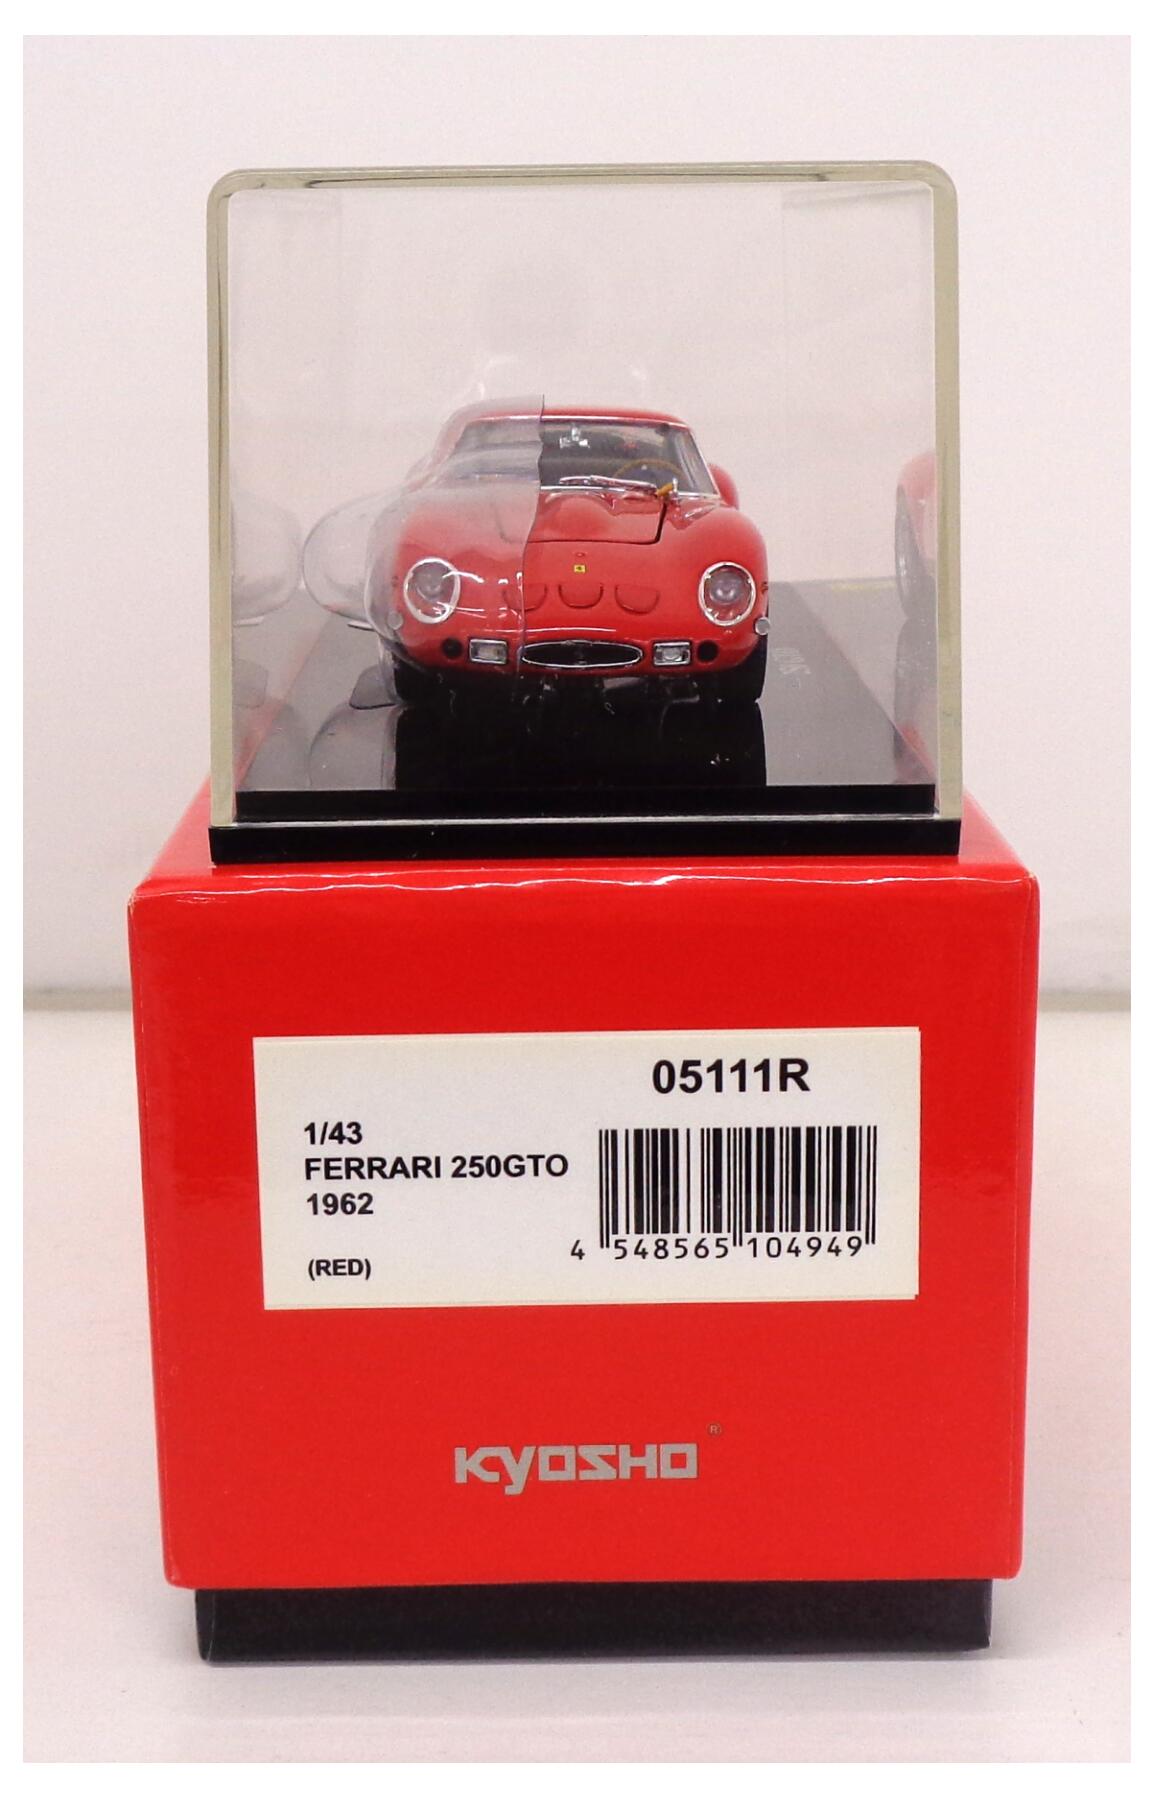 05111R
1/43
FERRARI 250GTO
1962
(RED)
4 548565 104949
KYOSHO ®